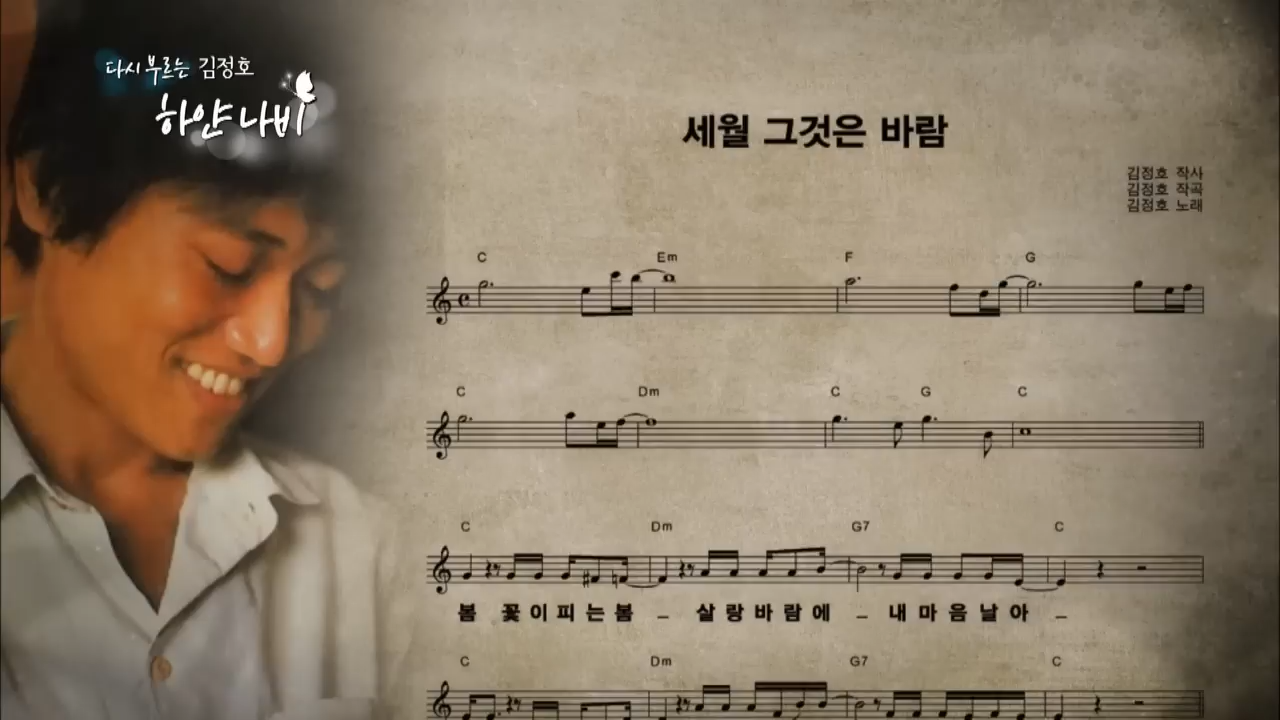 다시 부르는 김정호
하얀 나비
세월 그것은 바람
김정호 작사
김정호 작곡
김정호 노래
C Em F G
C Dm C G C
C Dm G7 C
봄 꽃이피는봄 – 살랑바람에 – 내마음날아 –
C Dm G7 C